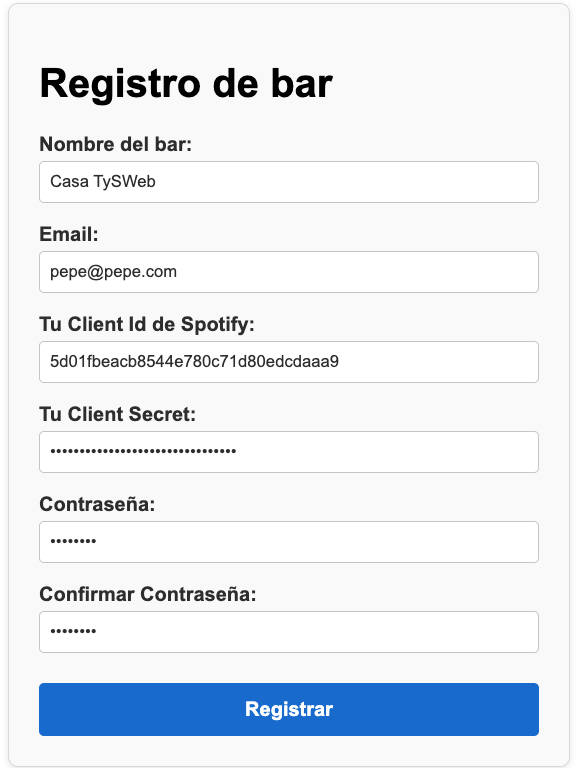 Registro de bar
Nombre del bar:
Casa TySWeb
Email:
pepe@pepe.com
Tu Client Id de Spotify:
5d01fbeacb8544e780c71d80edcdaaa9
Tu Client Secret:
••••••••••••••••••••••••••••••••
Contraseña:
••••••••
Confirmar Contraseña:
••••••••
Registrar